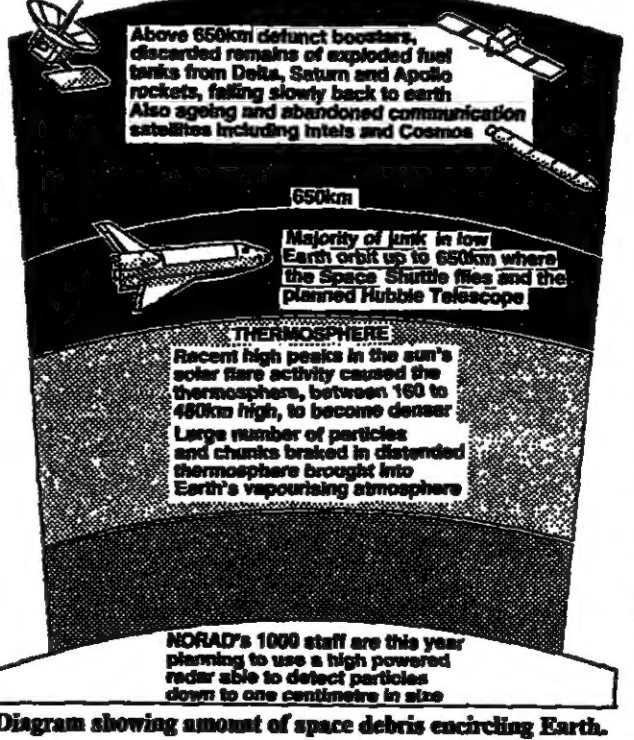 Above 650km defunct boosters,
discarded remains of exploded fuel
tanks from Delta, Saturn and Apollo
rockets, falling slowly back to earth
Also ageing and abandoned communication
satellites including Intels and Cosmos
650km
Majority of junk in low
Earth orbit up to 650km where
the Space Shuttle flies and the
planned Hubble Telescope
THERMOSPHERE
Recent high peaks in the sun's
solar flare activity caused the
thermosphere, between 160 to
480km high, to become denser
Large number of particles
and chunks braked in distended
thermosphere brought into
Earth's vapourising atmosphere
NORAD's 1000 staff are this year
planning to use a high powered
radar able to detect particles
down to one centimetre in size
Diagram showing amount of space debris encircling Earth.